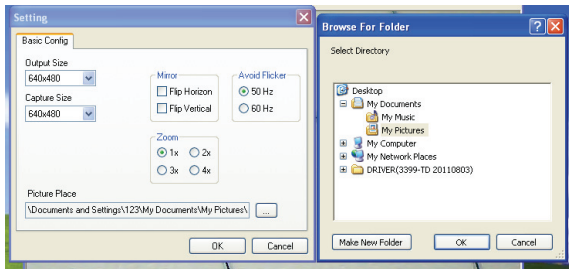 Setting
Basic Config
Output Size
640x480
Capture Size
640x480
Mirror
Flip Horizon
Flip Vertical
Avoid Flicker
50 Hz
60 Hz
Zoom
1x
2x
3x
4x
Picture Place
\Documents and Settings\123\My Documents\My Pictures\
...
OK
Cancel
Browse For Folder
Select Directory
Desktop
My Documents
My Music
My Pictures
My Computer
My Network Places
DRIVER(3399-TD 20110803)
Make New Folder
OK
Cancel